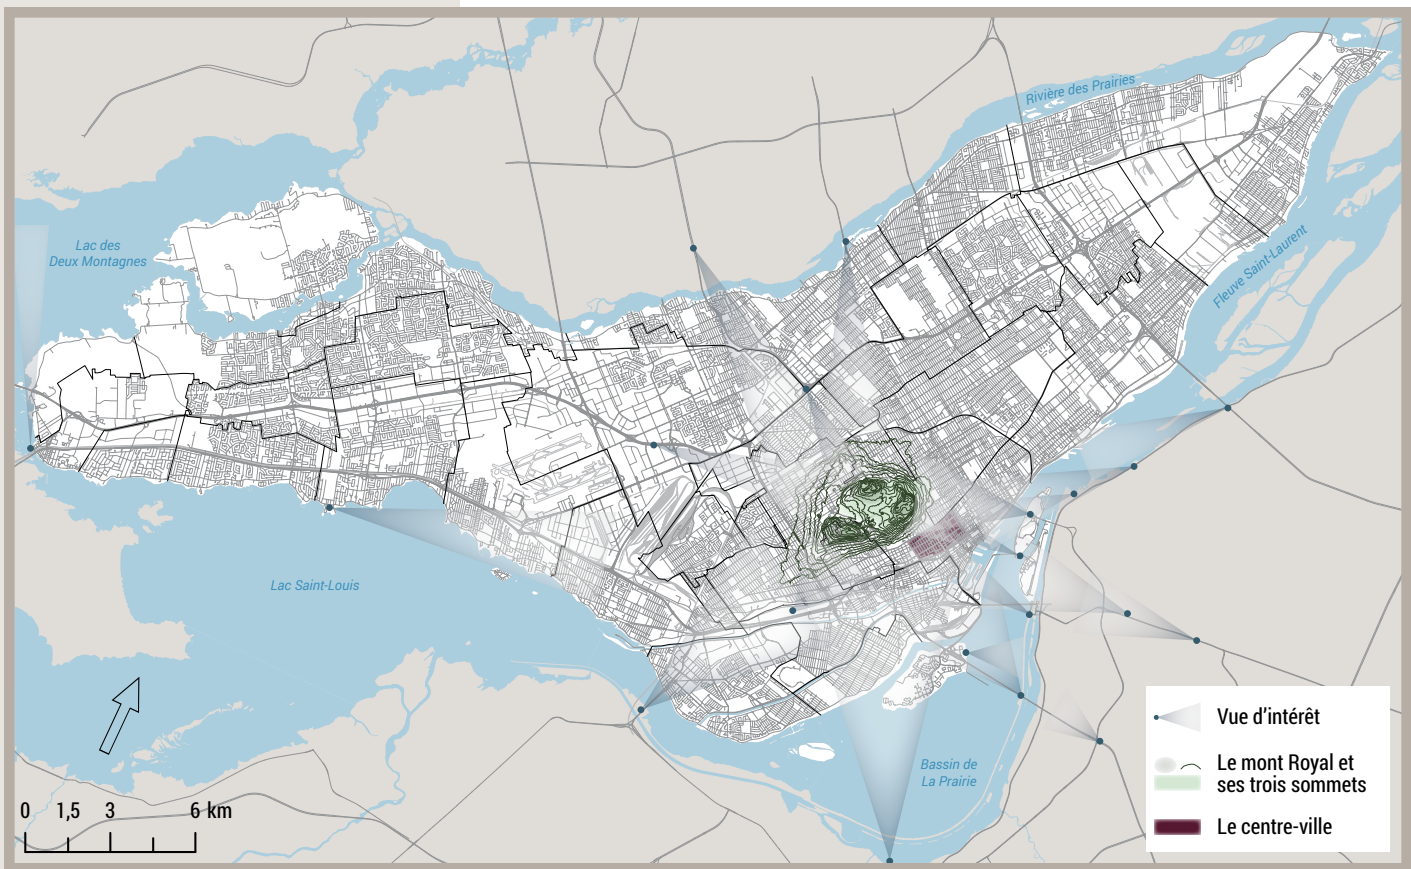 Rivière des Prairies
Lac des
Deux Montagnes
Fleuve Saint-Laurent
Lac Saint-Louis
Bassin de
La Prairie
Vue d'intérêt
Le mont Royal et
ses trois sommets
Le centre-ville
0 1,5 3 6 km